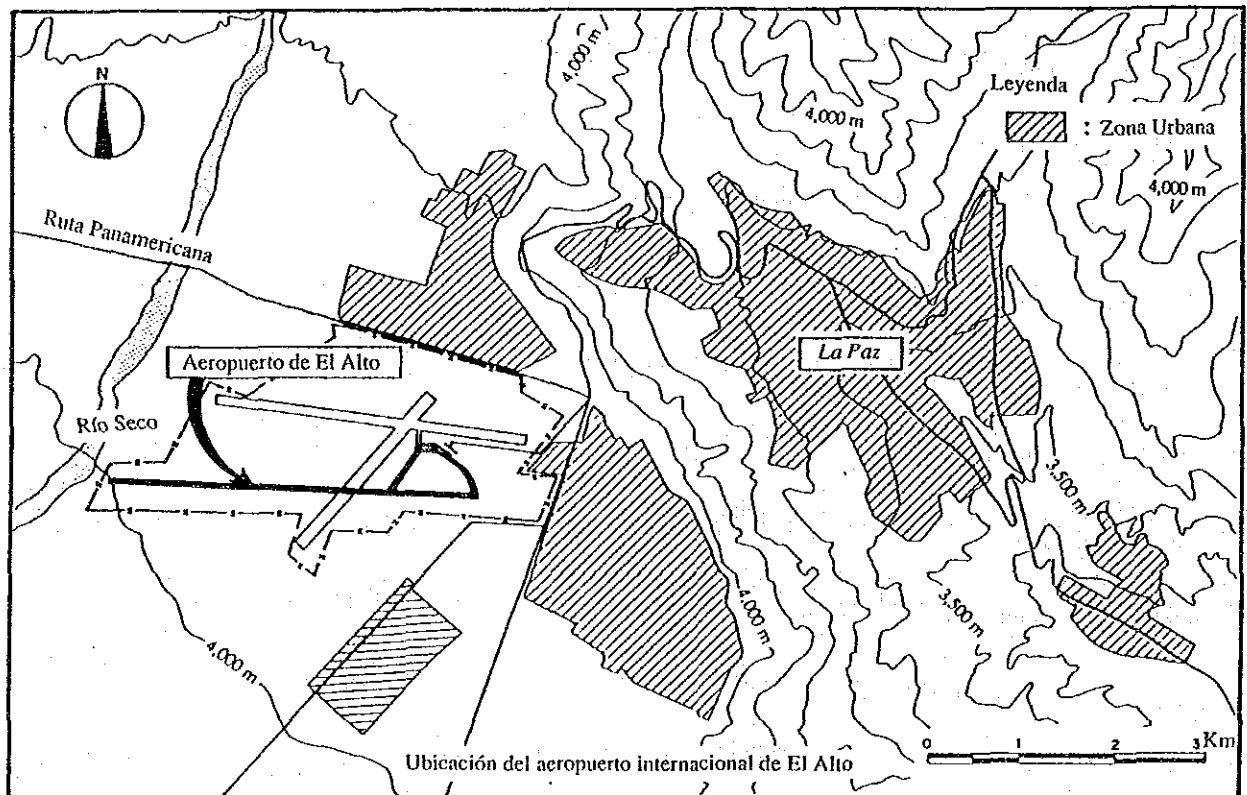 4,000 m
N
Leyenda
4,000 m
: Zona Urbana
4,000 m
Ruta Panamericana
La Paz
Aeropuerto de El Alto
Río Seco
3,500 m
3,500 m
4,000 m
4,000 m
0 1 2 3 Km
Ubicación del aeropuerto internacional de El Alto